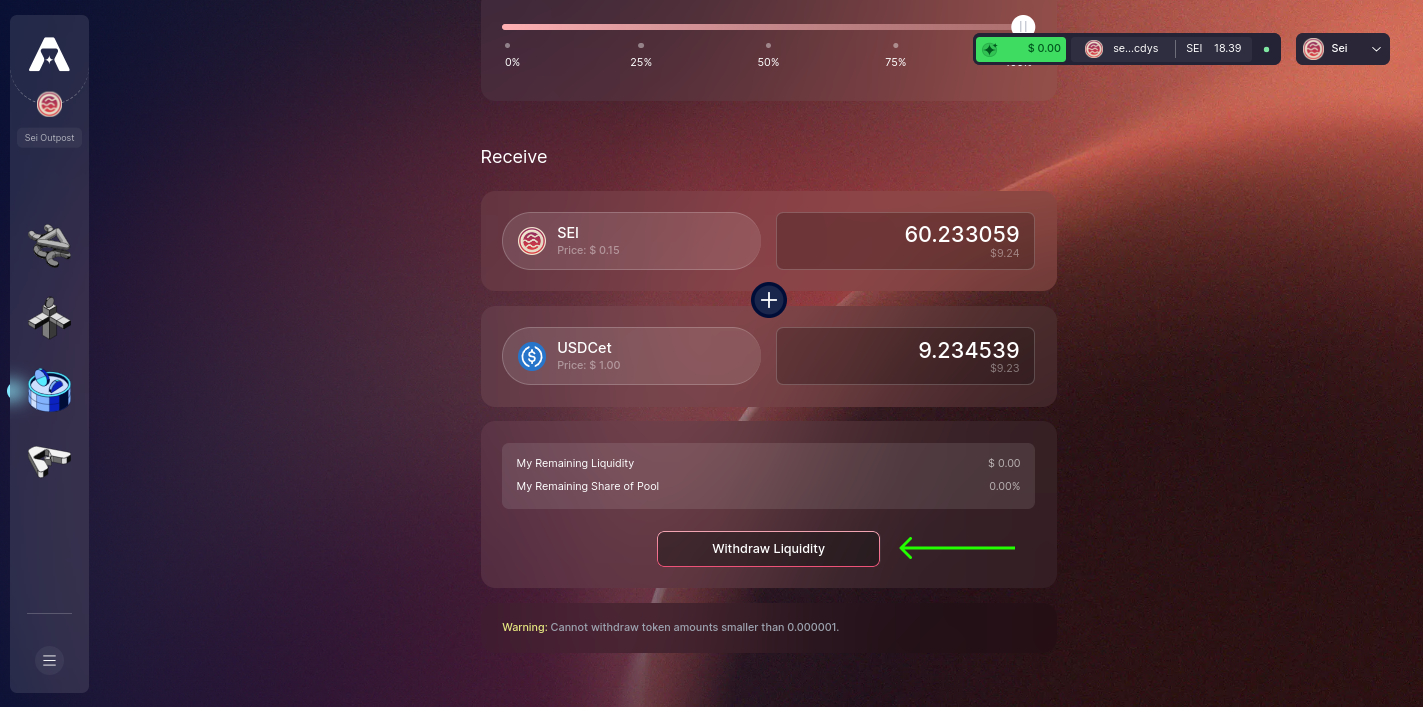 0%
25%
50%
75%
$ 0.00
se...cdys
SEI
18.39
Sei
Sei Outpost
Receive
SEI
Price: $ 0.15
60.233059
$9.24
USDCet
Price: $ 1.00
9.234539
$9.23
My Remaining Liquidity
$ 0.00
My Remaining Share of Pool
0.00%
Withdraw Liquidity
Warning: Cannot withdraw token amounts smaller than 0.000001.